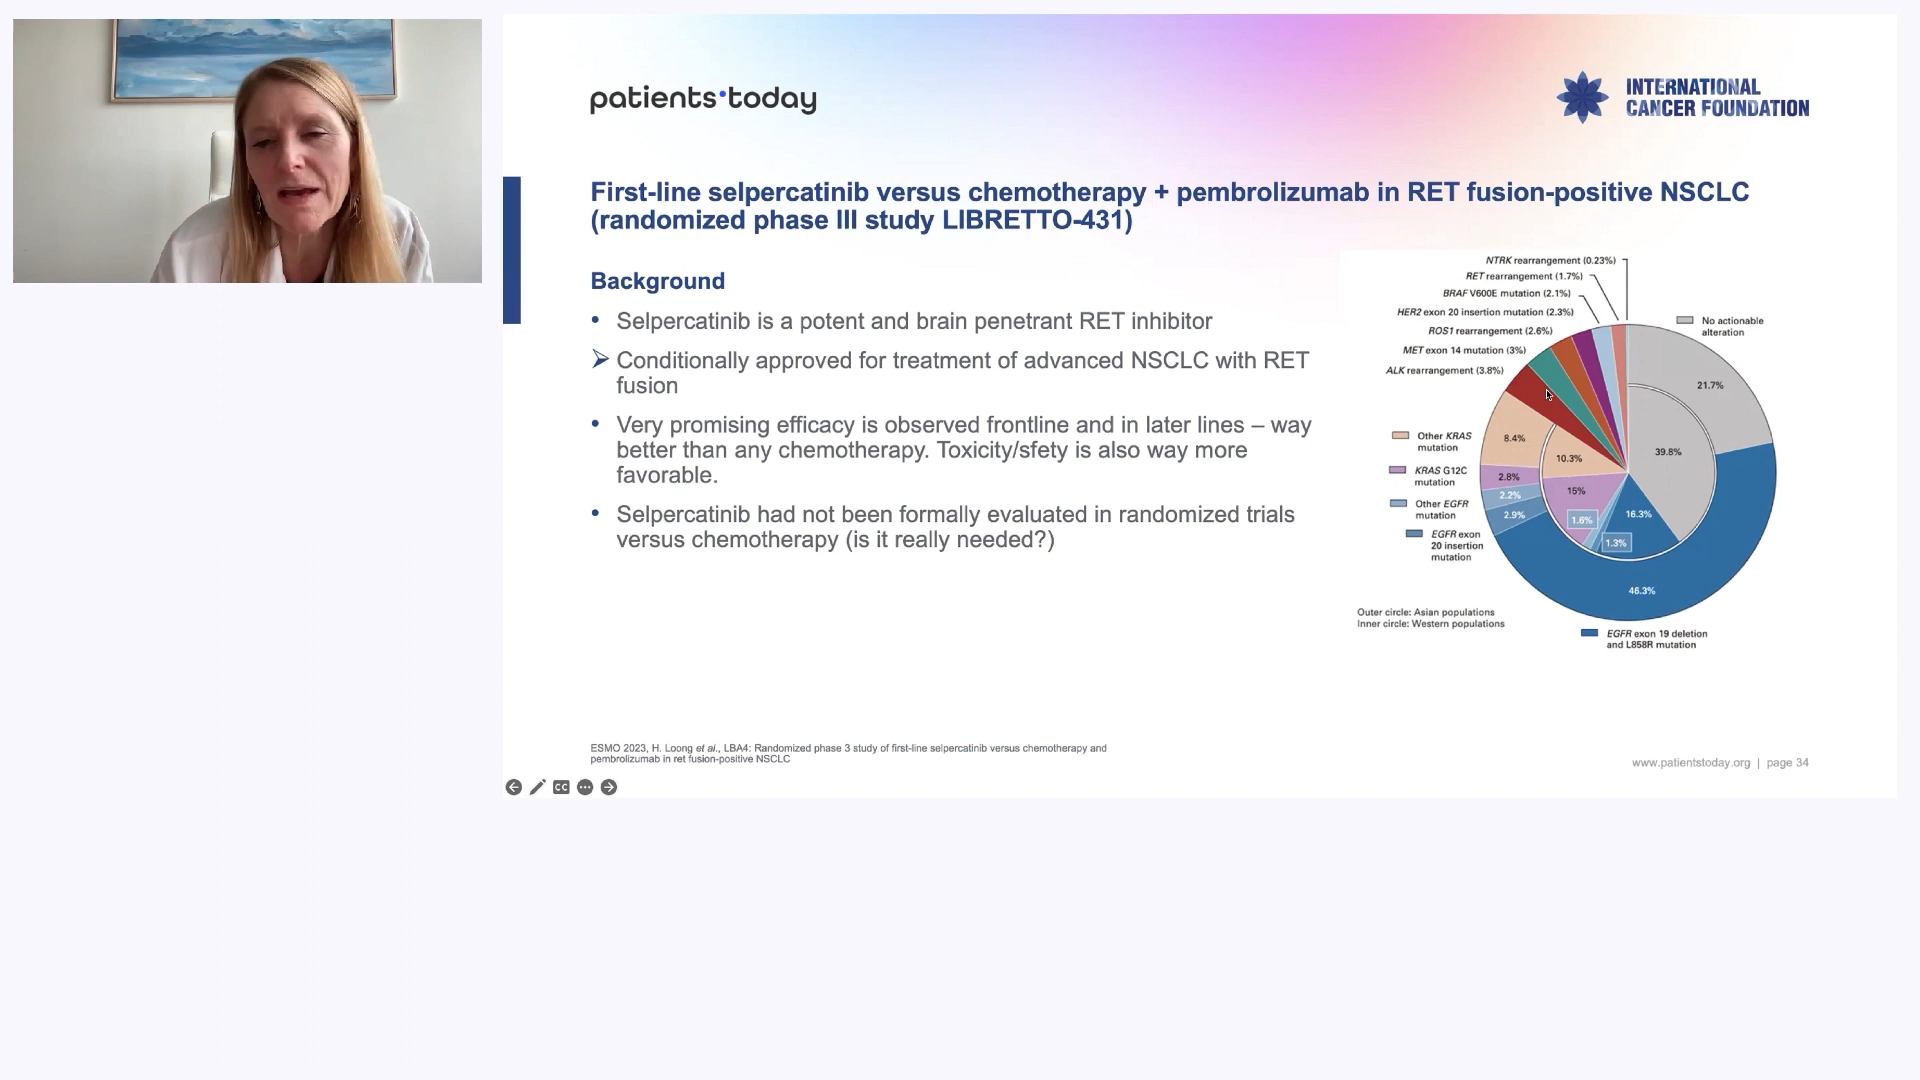 patients•today
INTERNATIONAL
CANCER FOUNDATION
First-line selpercatinib versus chemotherapy + pembrolizumab in RET fusion-positive NSCLC
(randomized phase III study LIBRETTO-431)
Background
• Selpercatinib is a potent and brain penetrant RET inhibitor
➢ Conditionally approved for treatment of advanced NSCLC with RET
fusion
• Very promising efficacy is observed frontline and in later lines – way
better than any chemotherapy. Toxicity/sfety is also way more
favorable.
• Selpercatinib had not been formally evaluated in randomized trials
versus chemotherapy (is it really needed?)
NTRK rearrangement (0.23%)
RET rearrangement (1.7%)
BRAF V600E mutation (2.1%)
HER2 exon 20 insertion mutation (2.3%)
ROS1 rearrangement (2.6%)
MET exon 14 mutation (3%)
ALK rearrangement (3.8%)
No actionable
alteration
21.7%
39.8%
Other KRAS
mutation
8.4%
10.3%
KRAS G12C
mutation
2.8%
15%
Other EGFR
mutation
2.2%
1.6%
EGFR exon
20 insertion
mutation
2.9%
1.3%
16.3%
46.3%
Outer circle: Asian populations
Inner circle: Western populations
EGFR exon 19 deletion
and L858R mutation
ESMO 2023, H. Loong et al., LBA4: Randomized phase 3 study of first-line selpercatinib versus chemotherapy and
pembrolizumab in ret fusion-positive NSCLC
www.patientstoday.org | page 34
CC